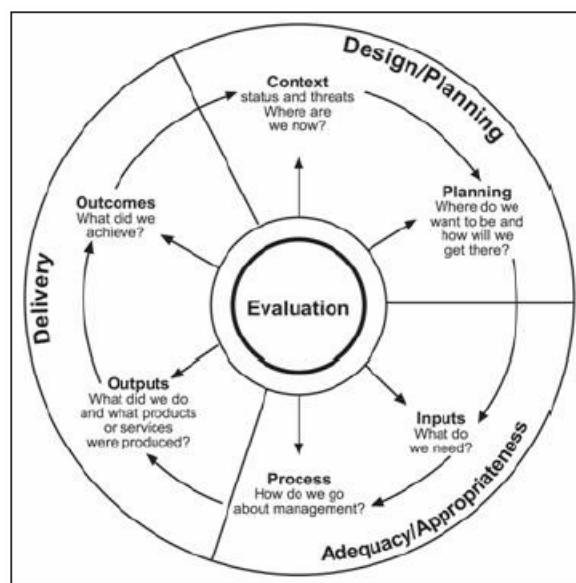 Design/Planning
Context
status and threats
Where are
we now?
Planning
Where do we
want to be and
how will we
get there?
Inputs
What do
we need?
Adequacy/Appropriateness
Process
How do we go
about management?
Outputs
What did we do
and what products
or services
were produced?
Delivery
Outcomes
What did we
achieve?
Evaluation